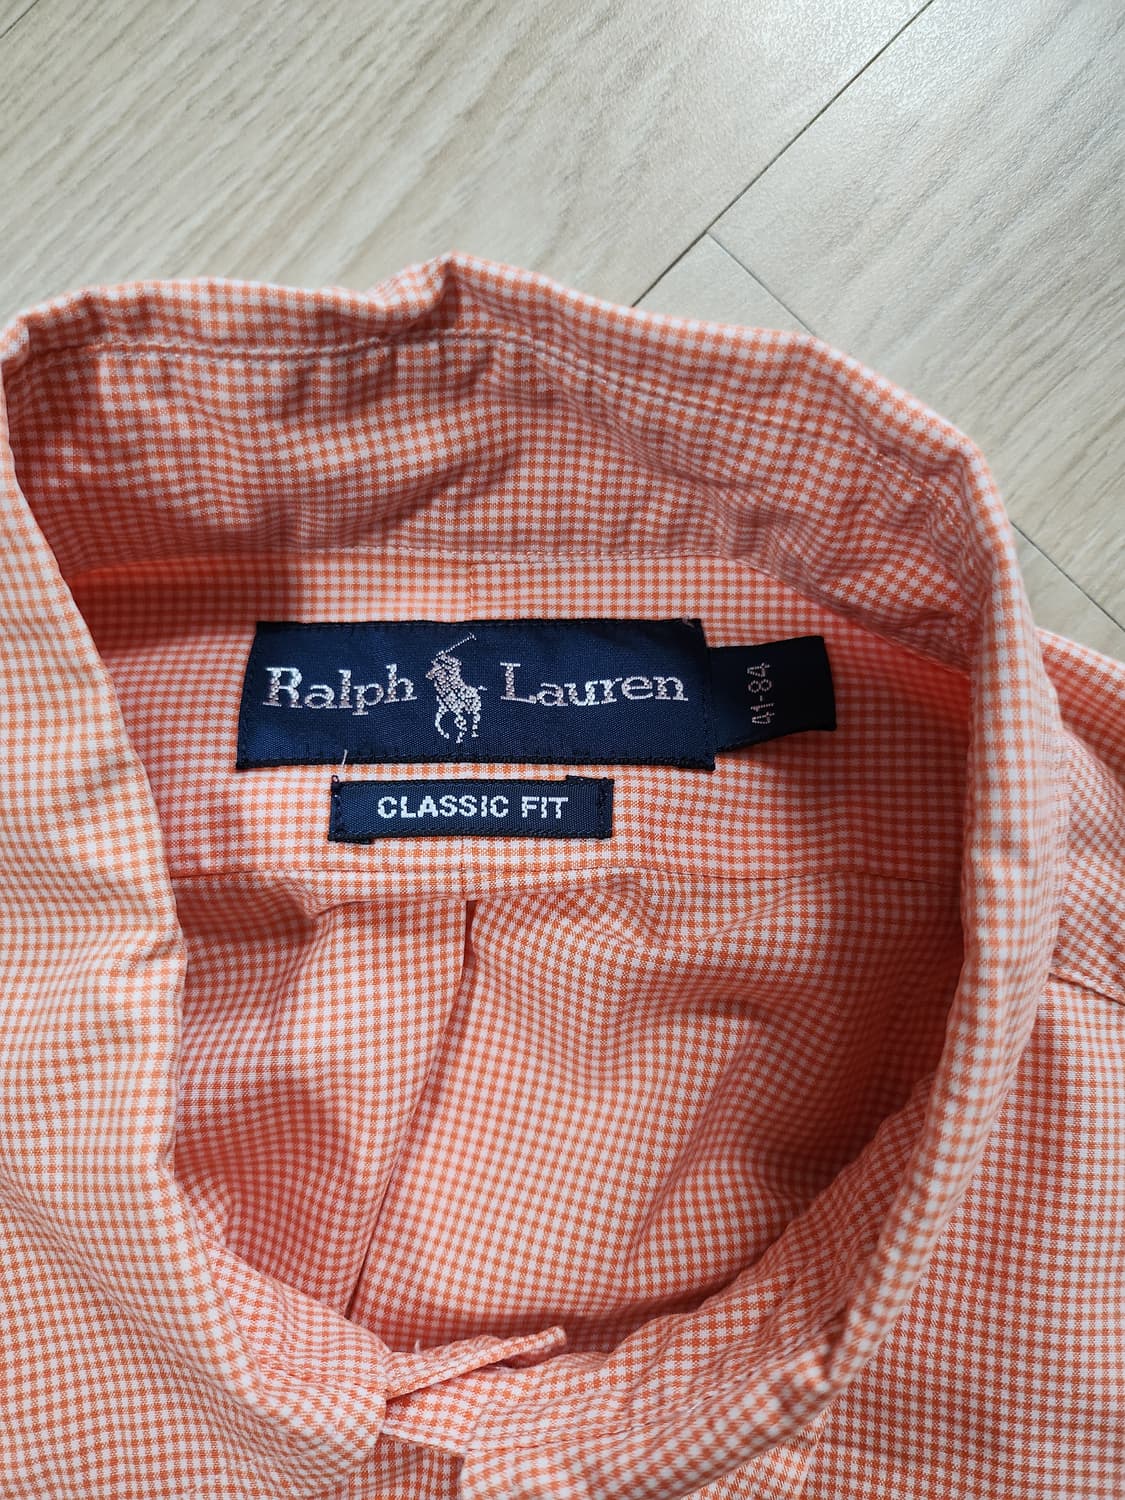 Ralph Lauren
41-84
CLASSIC FIT